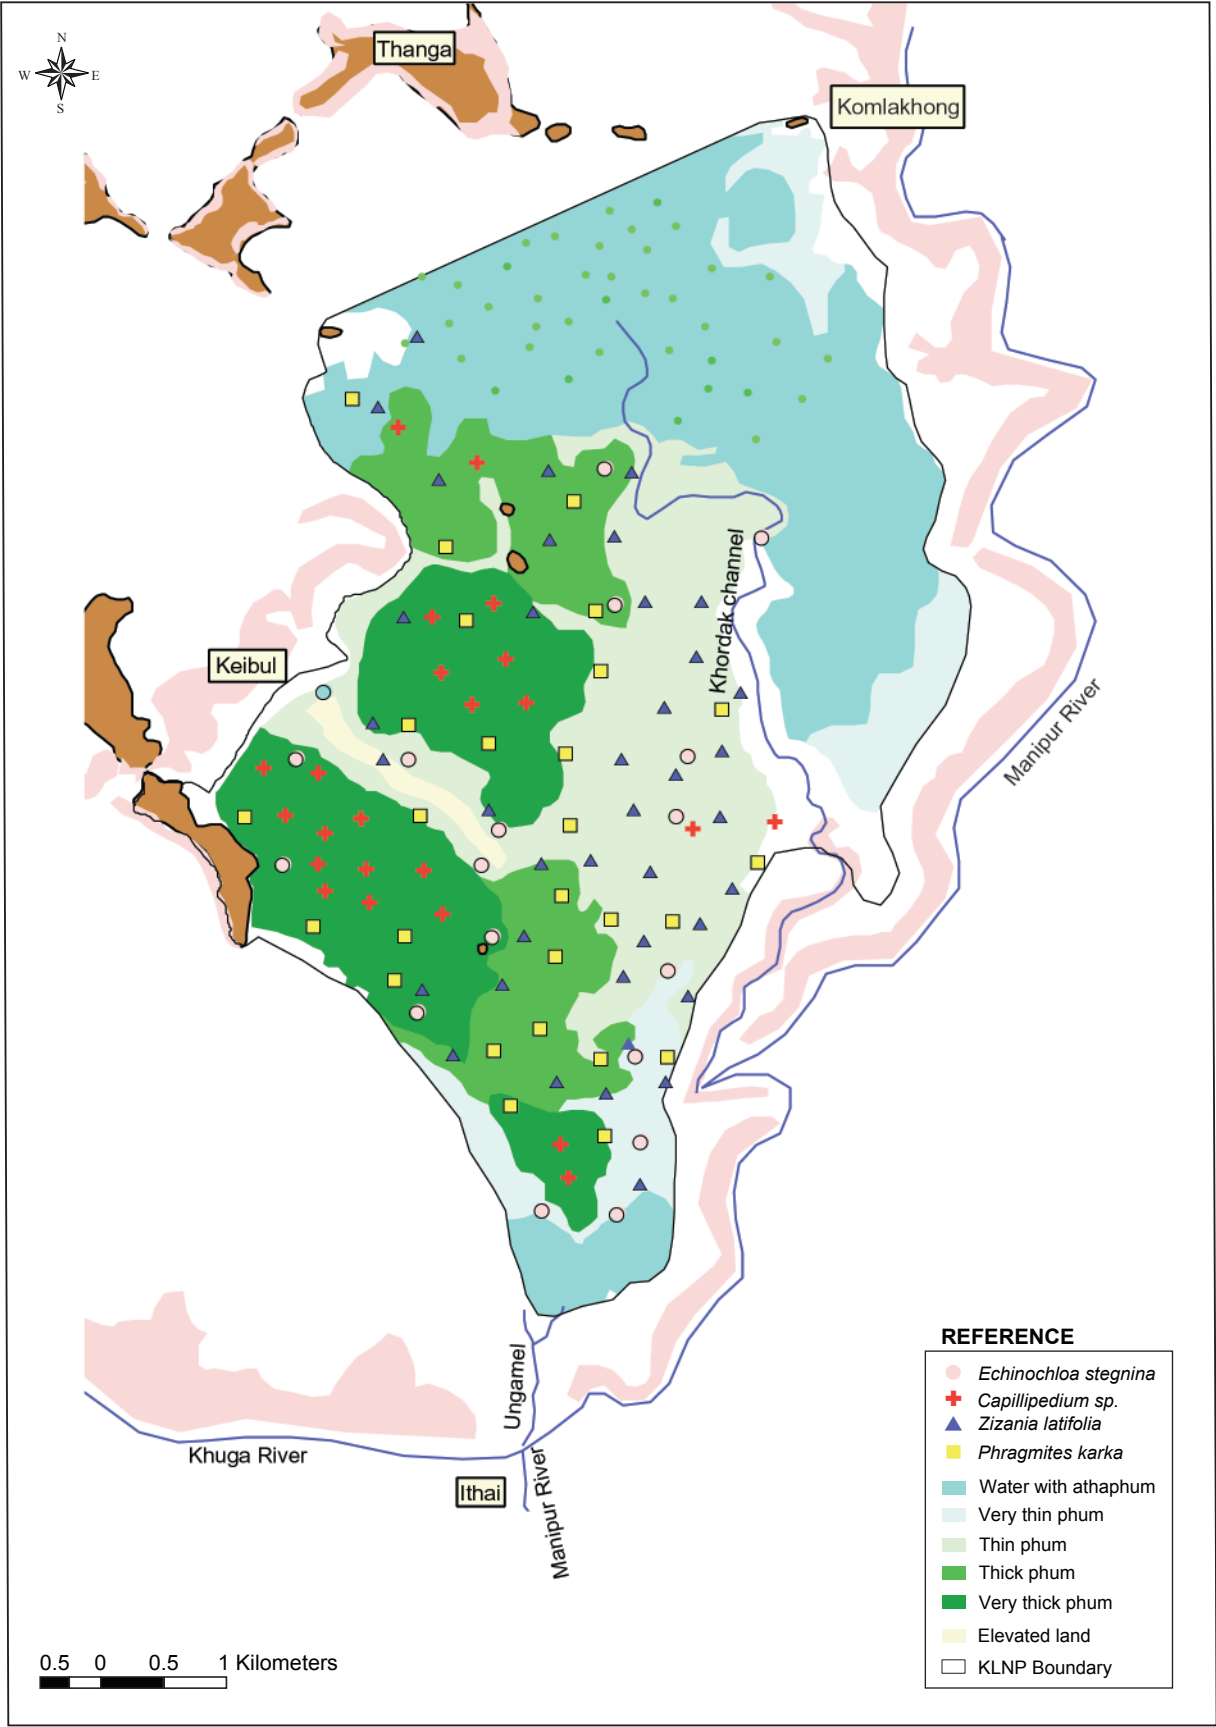 N
W E
S
Thanga
Komlakhong
Khordak channel
Keibul
Manipur River
Ungamel
Khuga River
Ithai
Manipur River
REFERENCE
Echinochloa stegnina
Capillipedium sp.
Zizania latifolia
Phragmites karka
Water with athaphum
Very thin phum
Thin phum
Thick phum
Very thick phum
Elevated land
KLNP Boundary
0.5 0 0.5 1 Kilometers